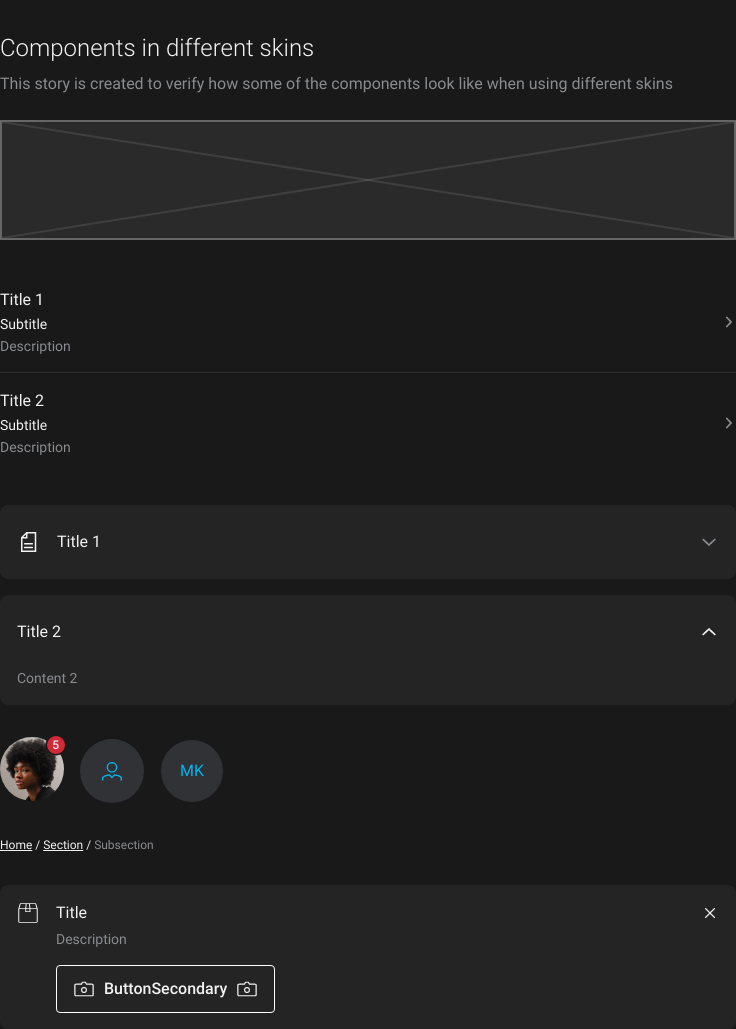 Components in different skins
This story is created to verify how some of the components look like when using different skins
Title 1
Subtitle
Description
Title 2
Subtitle
Description
Title 1
Title 2
Content 2
5
MK
Home / Section / Subsection
Title
Description
ButtonSecondary